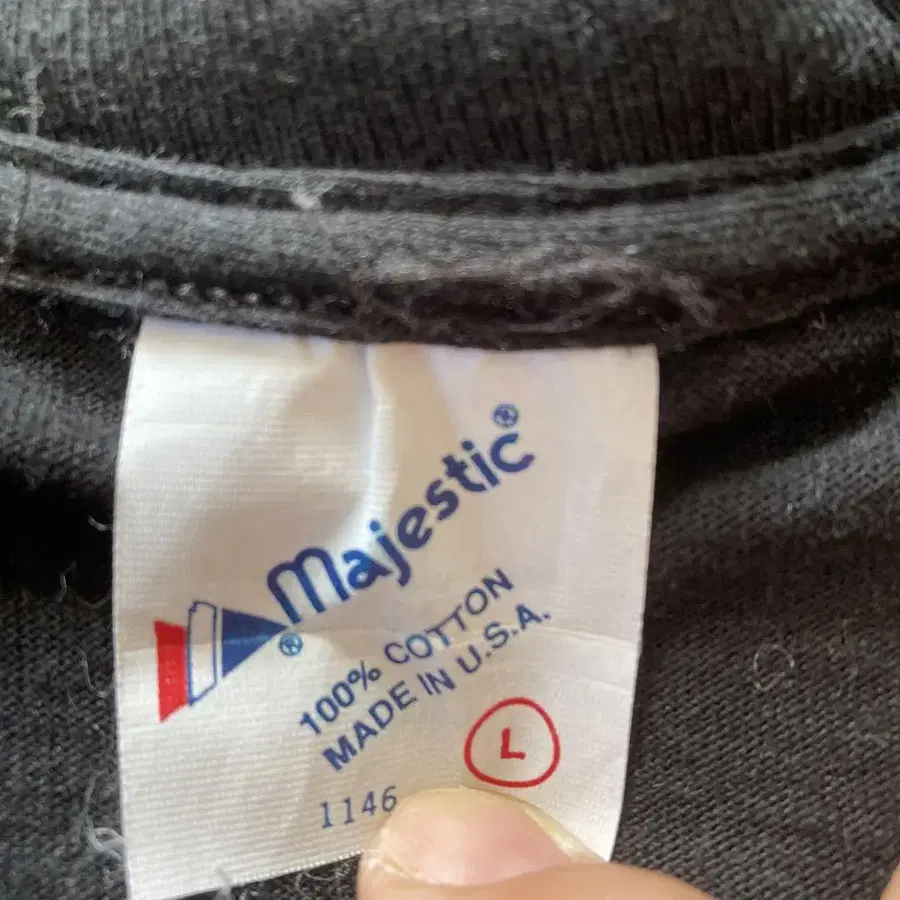 Majestic®
®
100% COTTON
MADE IN U.S.A.
L
1146